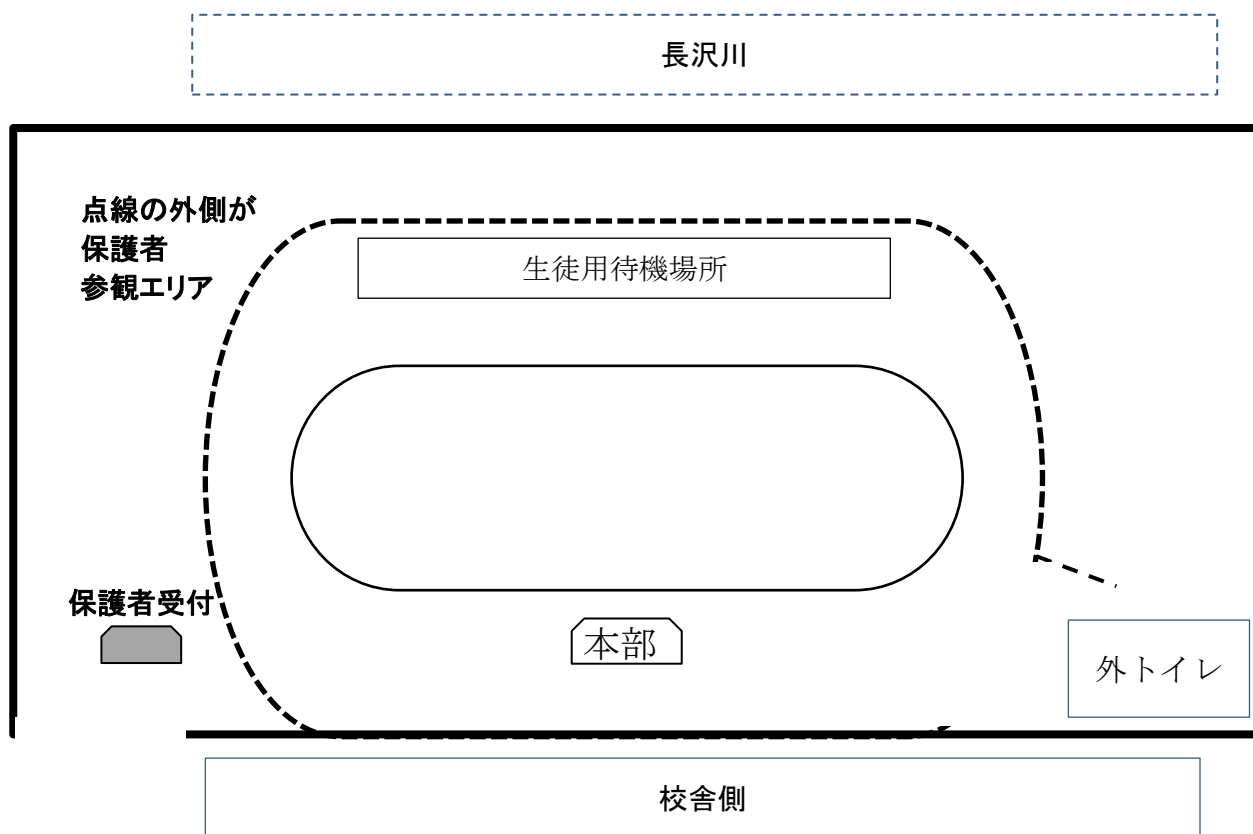 長沢川
点線の外側が
保護者
参観エリア
生徒用待機場所
保護者受付
本部
外トイレ
校舎側